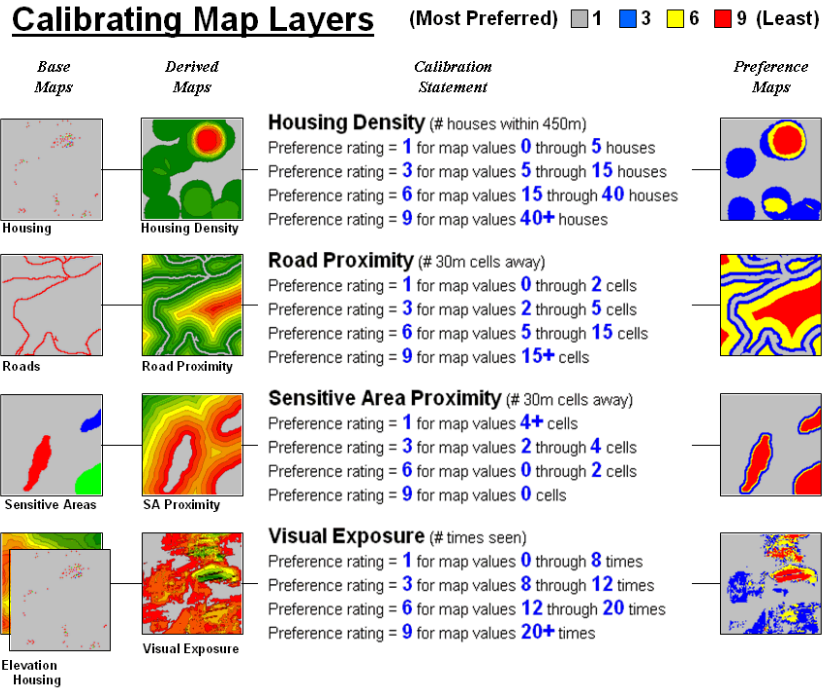 Calibrating Map Layers
(Most Preferred) 1 3 6 9 (Least)
Base Maps
Derived Maps
Calibration Statement
Preference Maps
Housing Density (# houses within 450m)
Preference rating = 1 for map values 0 through 5 houses
Preference rating = 3 for map values 5 through 15 houses
Preference rating = 6 for map values 15 through 40 houses
Preference rating = 9 for map values 40+ houses
Housing
Housing Density
Road Proximity (# 30m cells away)
Preference rating = 1 for map values 0 through 2 cells
Preference rating = 3 for map values 2 through 5 cells
Preference rating = 6 for map values 5 through 15 cells
Preference rating = 9 for map values 15+ cells
Roads
Road Proximity
Sensitive Area Proximity (# 30m cells away)
Preference rating = 1 for map values 4+ cells
Preference rating = 3 for map values 2 through 4 cells
Preference rating = 6 for map values 0 through 2 cells
Preference rating = 9 for map values 0 cells
Sensitive Areas
SA Proximity
Visual Exposure (# times seen)
Preference rating = 1 for map values 0 through 8 times
Preference rating = 3 for map values 8 through 12 times
Preference rating = 6 for map values 12 through 20 times
Preference rating = 9 for map values 20+ times
Visual Exposure
Elevation
Housing